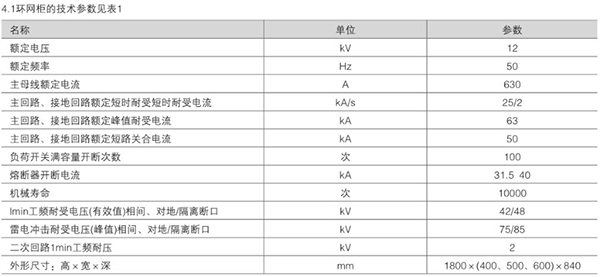 4.1环网柜的技术参数见表1
名称 单位 参数
额定电压 kV 12
额定频率 Hz 50
主母线额定电流 A 630
主回路、接地回路额定短时耐受短时耐受电流 kA/s 25/2
主回路、接地回路额定峰值耐受电流 kA 63
主回路、接地回路额定短路关合电流 kA 50
负荷开关满容量开断次数 次 100
熔断器开断电流 kA 31.5 40
机械寿命 次 10000
lmin工频耐受电压(有效值)相间、对地/隔离断口 kV 42/48
雷电冲击耐受电压(峰值)相间、对地/隔离断口 kV 75/85
二次回路1min工频耐压 kV 2
外形尺寸：高×宽×深 mm 1800×(400、500、600)×840